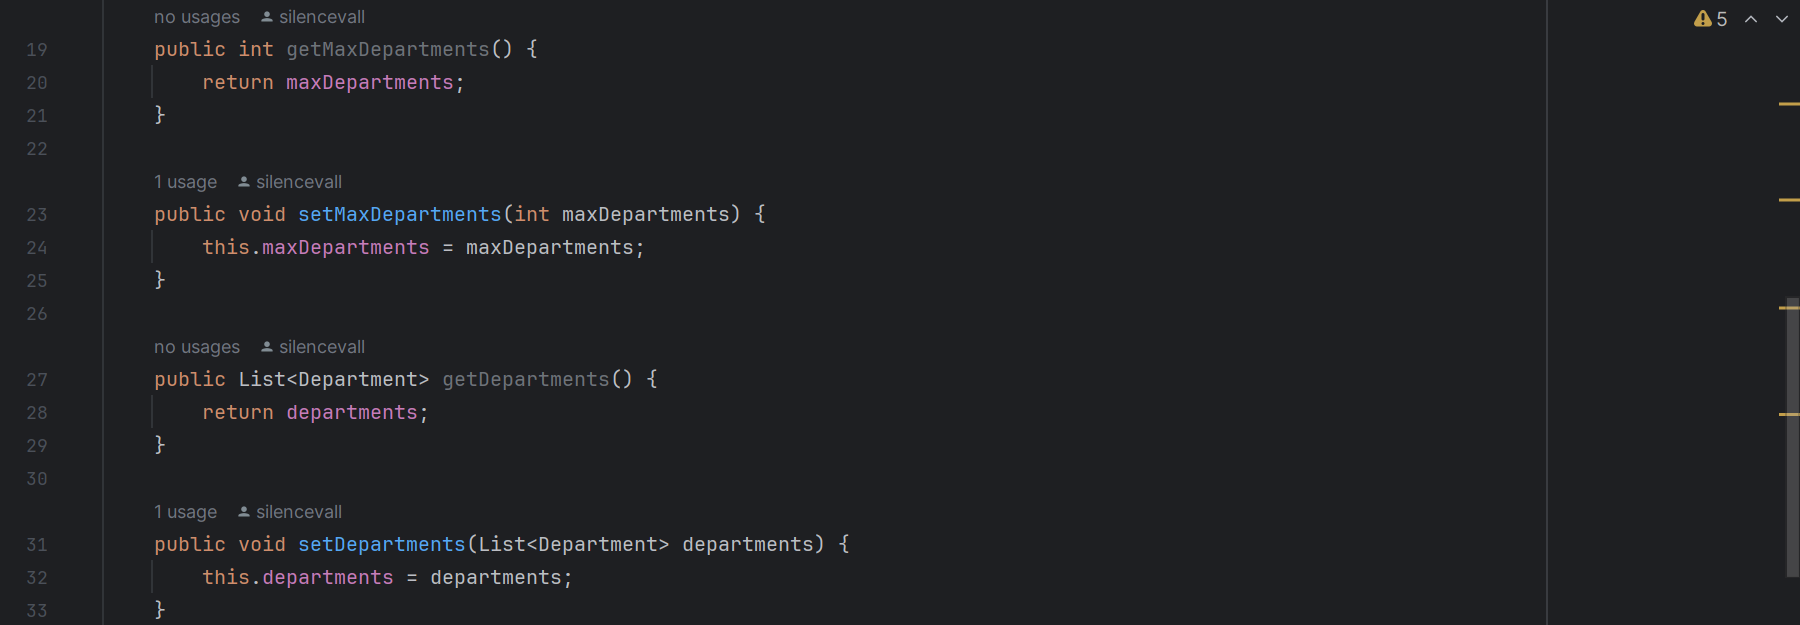 no usages silencevall
5
19 public int getMaxDepartments() {
20 return maxDepartments;
21 }
22
1 usage silencevall
23 public void setMaxDepartments(int maxDepartments) {
24 this.maxDepartments = maxDepartments;
25 }
26
no usages silencevall
27 public List<Department> getDepartments() {
28 return departments;
29 }
30
1 usage silencevall
31 public void setDepartments(List<Department> departments) {
32 this.departments = departments;
33 }